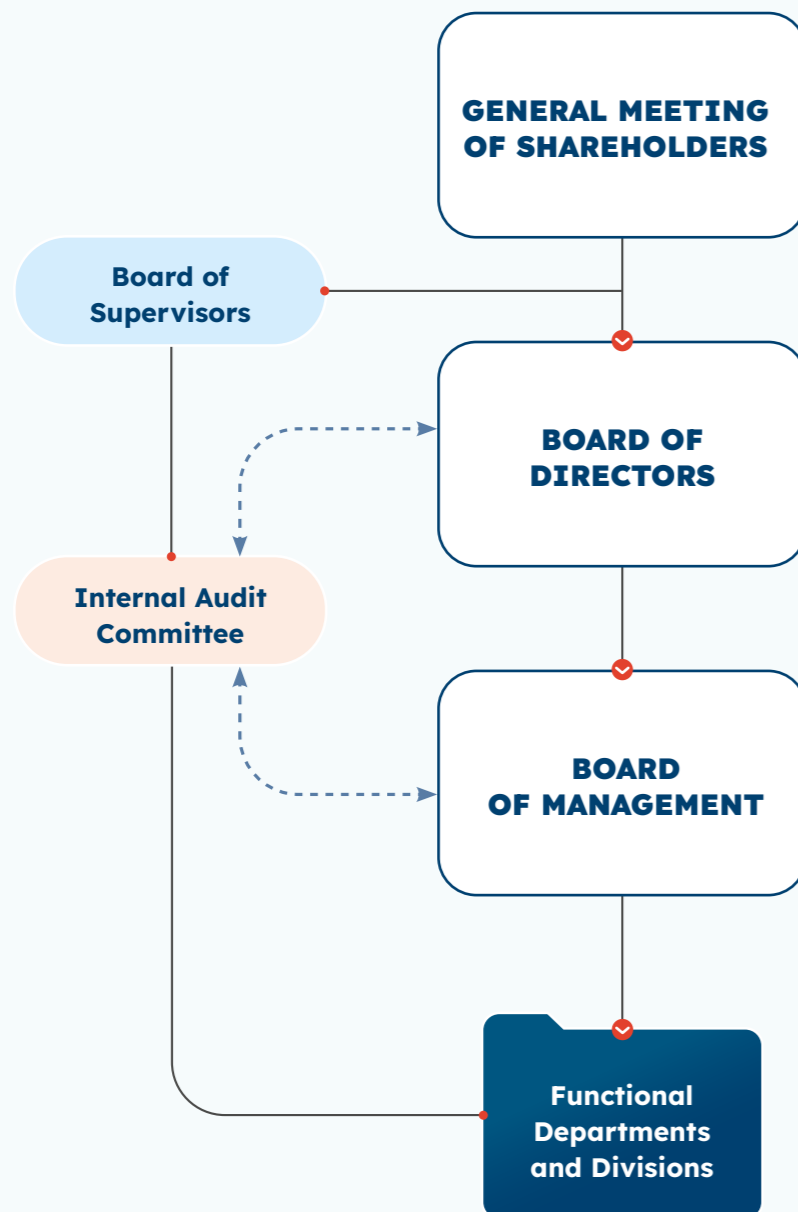 GENERAL MEETING
OF SHAREHOLDERS
Board of
Supervisors
BOARD OF
DIRECTORS
Internal Audit
Committee
BOARD
OF MANAGEMENT
Functional
Departments
and Divisions